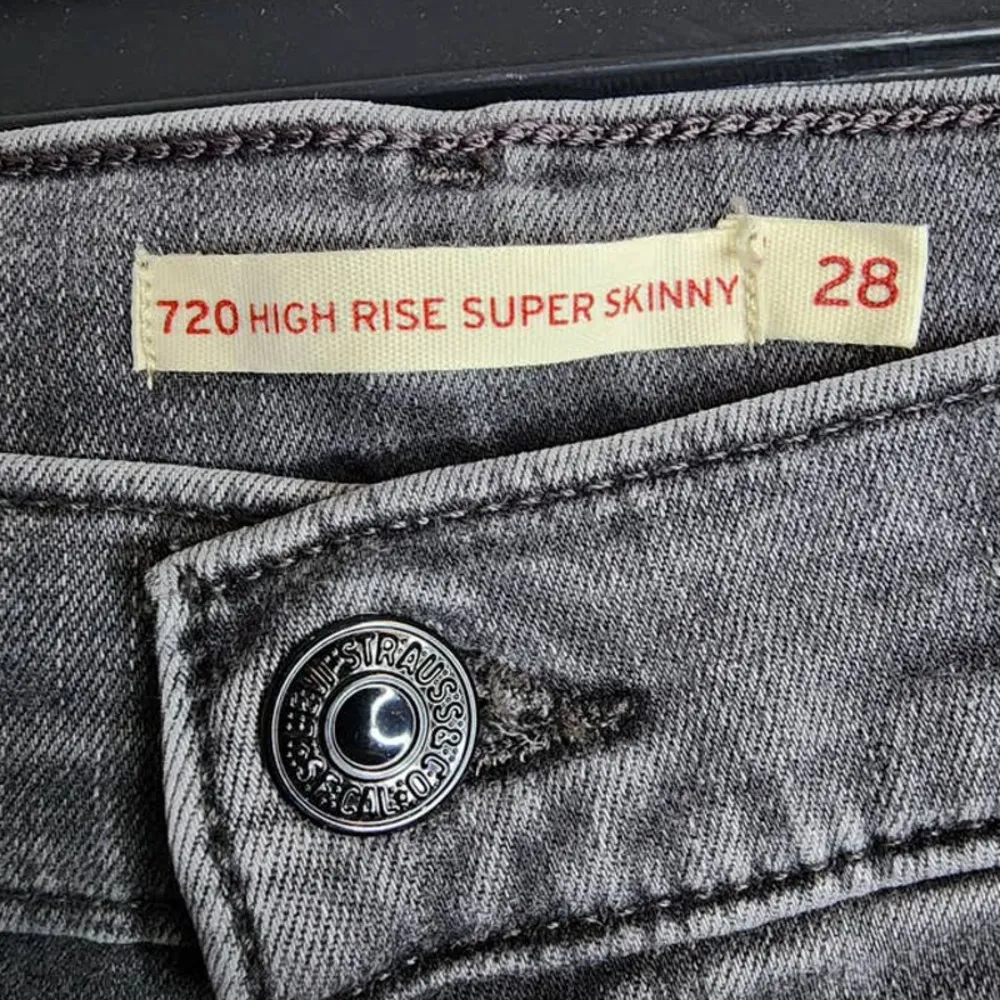 720 HIGH RISE SUPER SKINNY 28
LEVI STRAUSS & CO
S.F. CAL.